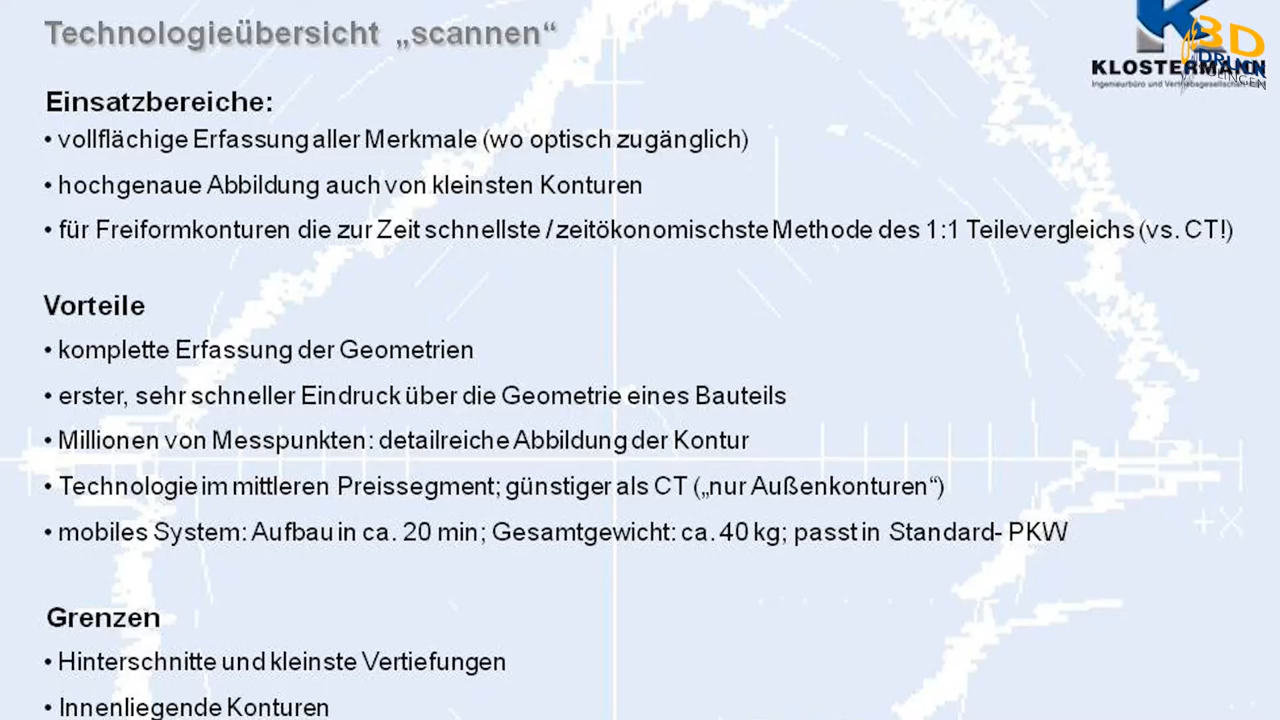 Technologieübersicht „scannen“
KLOSTERMANN
3D
DRUCK
Ingenieurbüro und Vertriebsgesellschaft
Einsatzbereiche:
• vollflächige Erfassung aller Merkmale (wo optisch zugänglich)
• hochgenaue Abbildung auch von kleinsten Konturen
• für Freiformkonturen die zur Zeit schnellste / zeitökonomischste Methode des 1:1 Teilevergleichs (vs. CT!)
Vorteile
• komplette Erfassung der Geometrien
• erster, sehr schneller Eindruck über die Geometrie eines Bauteils
• Millionen von Messpunkten: detailreiche Abbildung der Kontur
• Technologie im mittleren Preissegment; günstiger als CT („nur Außenkonturen“)
• mobiles System: Aufbau in ca. 20 min; Gesamtgewicht: ca. 40 kg; passt in Standard- PKW
Grenzen
• Hinterschnitte und kleinste Vertiefungen
• Innenliegende Konturen